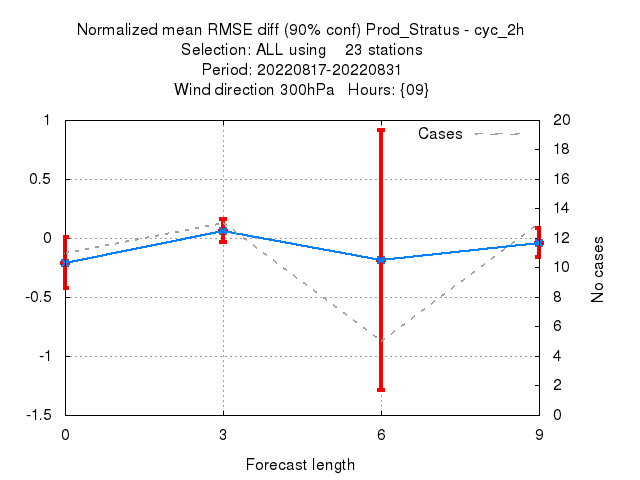 Normalized mean RMSE diff (90% conf) Prod_Stratus - cyc_2h
Selection: ALL using    23 stations
Period: 20220817-20220831
Wind direction 300hPa   Hours: {09}
Cases
1
0.5
0
-0.5
-1
-1.5
20
18
16
14
12
10
8
6
4
2
0
No cases
0 3 6 9
Forecast length